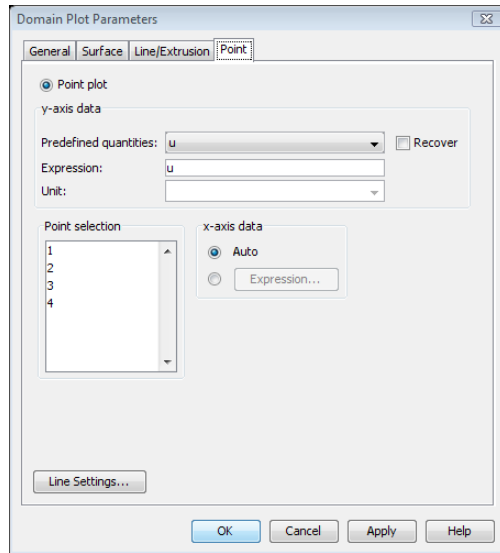 Domain Plot Parameters
General Surface Line/Extrusion Point
Point plot
y-axis data
Predefined quantities: u Recover
Expression: u
Unit:
Point selection
1
2
3
4
x-axis data
Auto
Expression...
Line Settings...
OK Cancel Apply Help